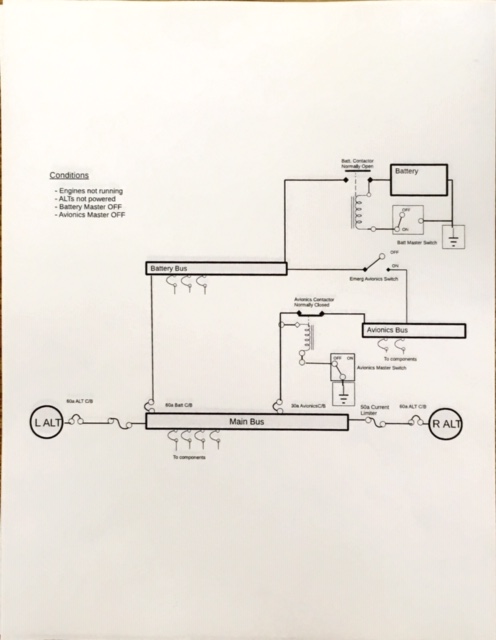 Batt. Contactor
Normally Open
Battery
Conditions
- Engines not running
- ALTs not powered
- Battery Master OFF
- Avionics Master OFF
OFF
ON
Batt Master Switch
OFF
ON
Battery Bus
Emerg Avionics Switch
Avionics Contactor
Normally Closed
Avionics Bus
To components
OFF ON
Avionics Master Switch
60a ALT C/B
60a Batt C/B
30a AvionicsC/B
50a Current
Limiter
60a ALT C/B
L ALT
Main Bus
R ALT
To components